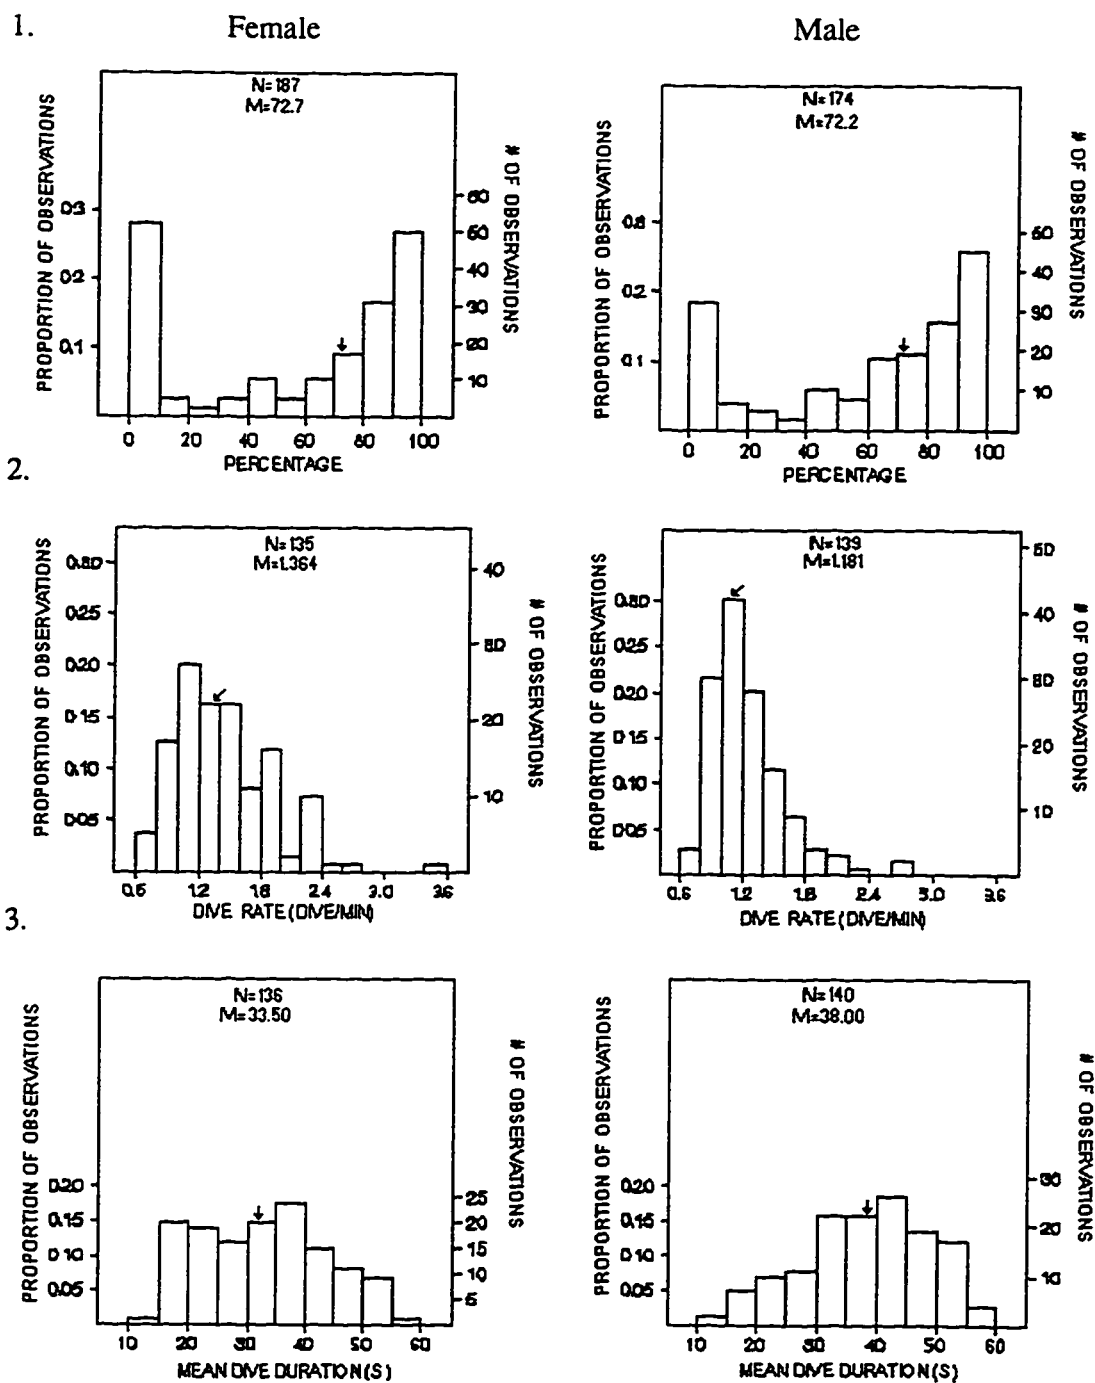 1.
Female
Male
N=187
M=72.7
PROPORTION OF OBSERVATIONS
0.3
0.2
0.1
# OF OBSERVATIONS
60
50
40
30
20
10
0 20 40 60 80 100
PERCENTAGE
N=174
M=72.2
PROPORTION OF OBSERVATIONS
0.3
0.2
0.1
# OF OBSERVATIONS
50
40
30
20
10
0 20 40 60 80 100
PERCENTAGE
2.
N=135
M=1.364
PROPORTION OF OBSERVATIONS
0.30
0.25
0.20
0.15
0.10
0.05
# OF OBSERVATIONS
40
30
20
10
0.6 1.2 1.8 2.4 3.0 3.6
DIVE RATE (DIVE/MIN)
N=139
M=1.181
PROPORTION OF OBSERVATIONS
0.30
0.25
0.20
0.15
0.10
0.05
# OF OBSERVATIONS
50
40
30
20
10
0.6 1.2 1.8 2.4 3.0 3.6
DIVE RATE (DIVE/MIN)
3.
N=136
M=33.50
PROPORTION OF OBSERVATIONS
0.20
0.15
0.10
0.05
# OF OBSERVATIONS
25
20
15
10
5
10 20 30 40 50 60
MEAN DIVE DURATION (S)
N=140
M=38.00
PROPORTION OF OBSERVATIONS
0.20
0.15
0.10
0.05
# OF OBSERVATIONS
30
20
10
10 20 30 40 50 60
MEAN DIVE DURATION (S)